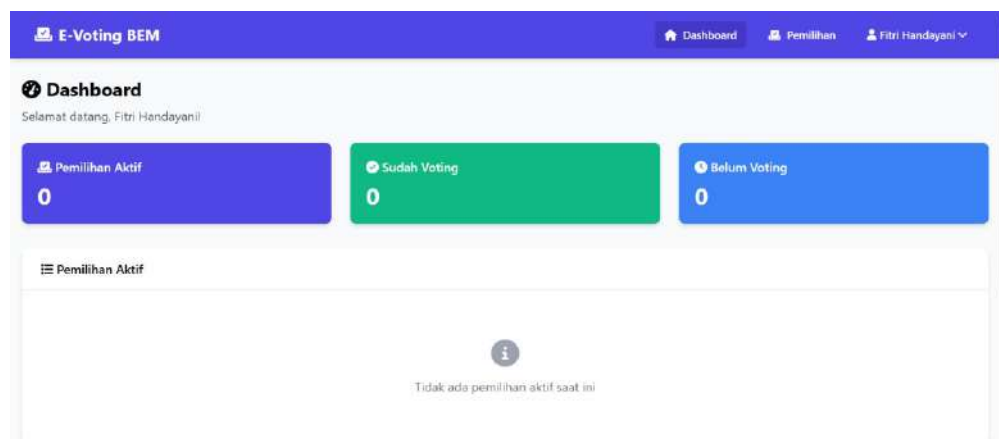 E-Voting BEM
Dashboard
Pemilihan
Fitri Handayani
Dashboard
Selamat datang, Fitri Handayani!
Pemilihan Aktif
0
Sudah Voting
0
Belum Voting
0
Pemilihan Aktif
Tidak ada pemilihan aktif saat ini